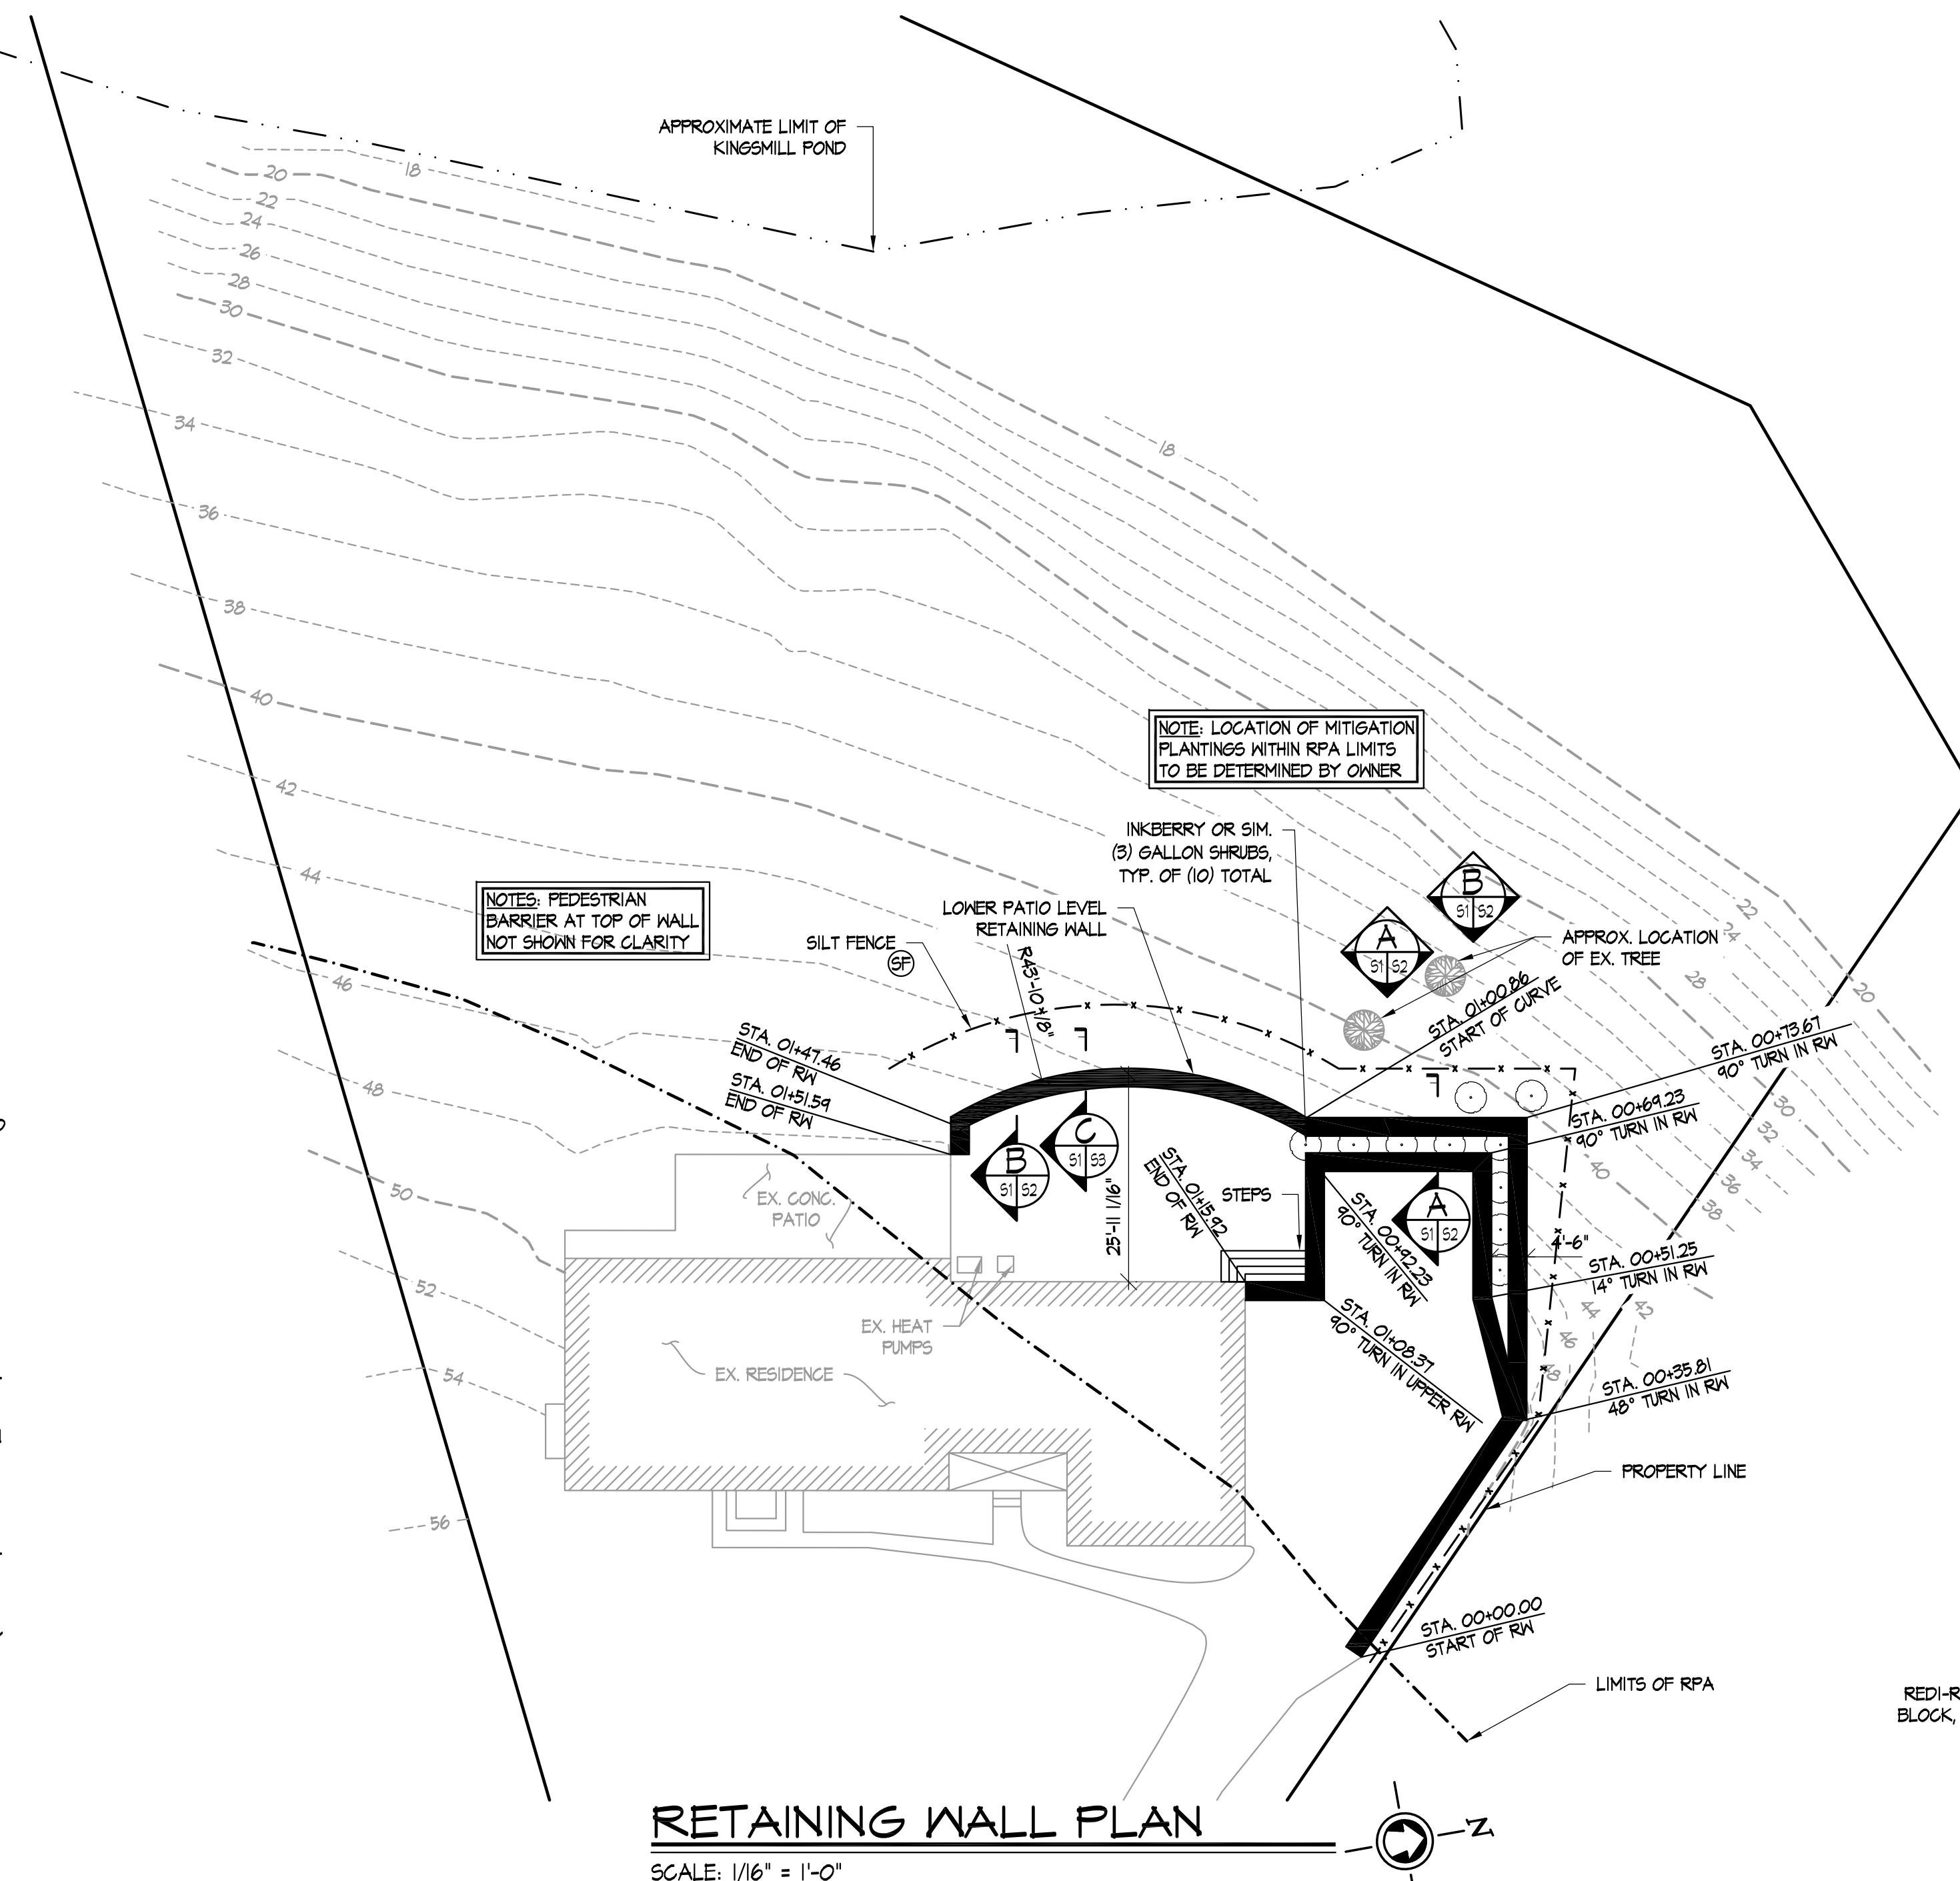 APPROXIMATE LIMIT OF
KINGSMILL POND
18
20
22
24
26
28
30
32
34
36
38
40
42
44
46
48
50
52
54
56
18
NOTE: LOCATION OF MITIGATION
PLANTINGS WITHIN RPA LIMITS
TO BE DETERMINED BY OWNER
INKBERRY OR SIM.
(3) GALLON SHRUBS,
TYP. OF (10) TOTAL
NOTES: PEDESTRIAN
BARRIER AT TOP OF WALL
NOT SHOWN FOR CLARITY
LOWER PATIO LEVEL
RETAINING WALL
SILT FENCE
SF
R43'-10 1/8"
B
S1 S2
A
S1 S2
APPROX. LOCATION
OF EX. TREE
22
24
28
20
STA. 01+00.86
START OF CURVE
STA. 00+73.67
90° TURN IN RW
STA. 00+69.23
90° TURN IN RW
STA. 01+47.46
END OF RW
STA. 01+51.59
END OF RW
30
32
34
36
38
40
C
S1 S3
B
S1 S2
25'-11 1/16"
STA. 01+15.92
END OF RW
STEPS
STA. 00+92.23
90° TURN IN RW
A
S1 S2
4'-6"
STA. 00+51.25
14° TURN IN RW
42
44
46
48
EX. CONC.
PATIO
EX. HEAT
PUMPS
EX. RESIDENCE
STA. 01+08.37
90° TURN IN UPPER RW
STA. 00+35.81
48° TURN IN RW
PROPERTY LINE
STA. 00+00.00
START OF RW
LIMITS OF RPA
REDI-R
BLOCK,
RETAINING WALL PLAN
SCALE: 1/16" = 1'-0"
N